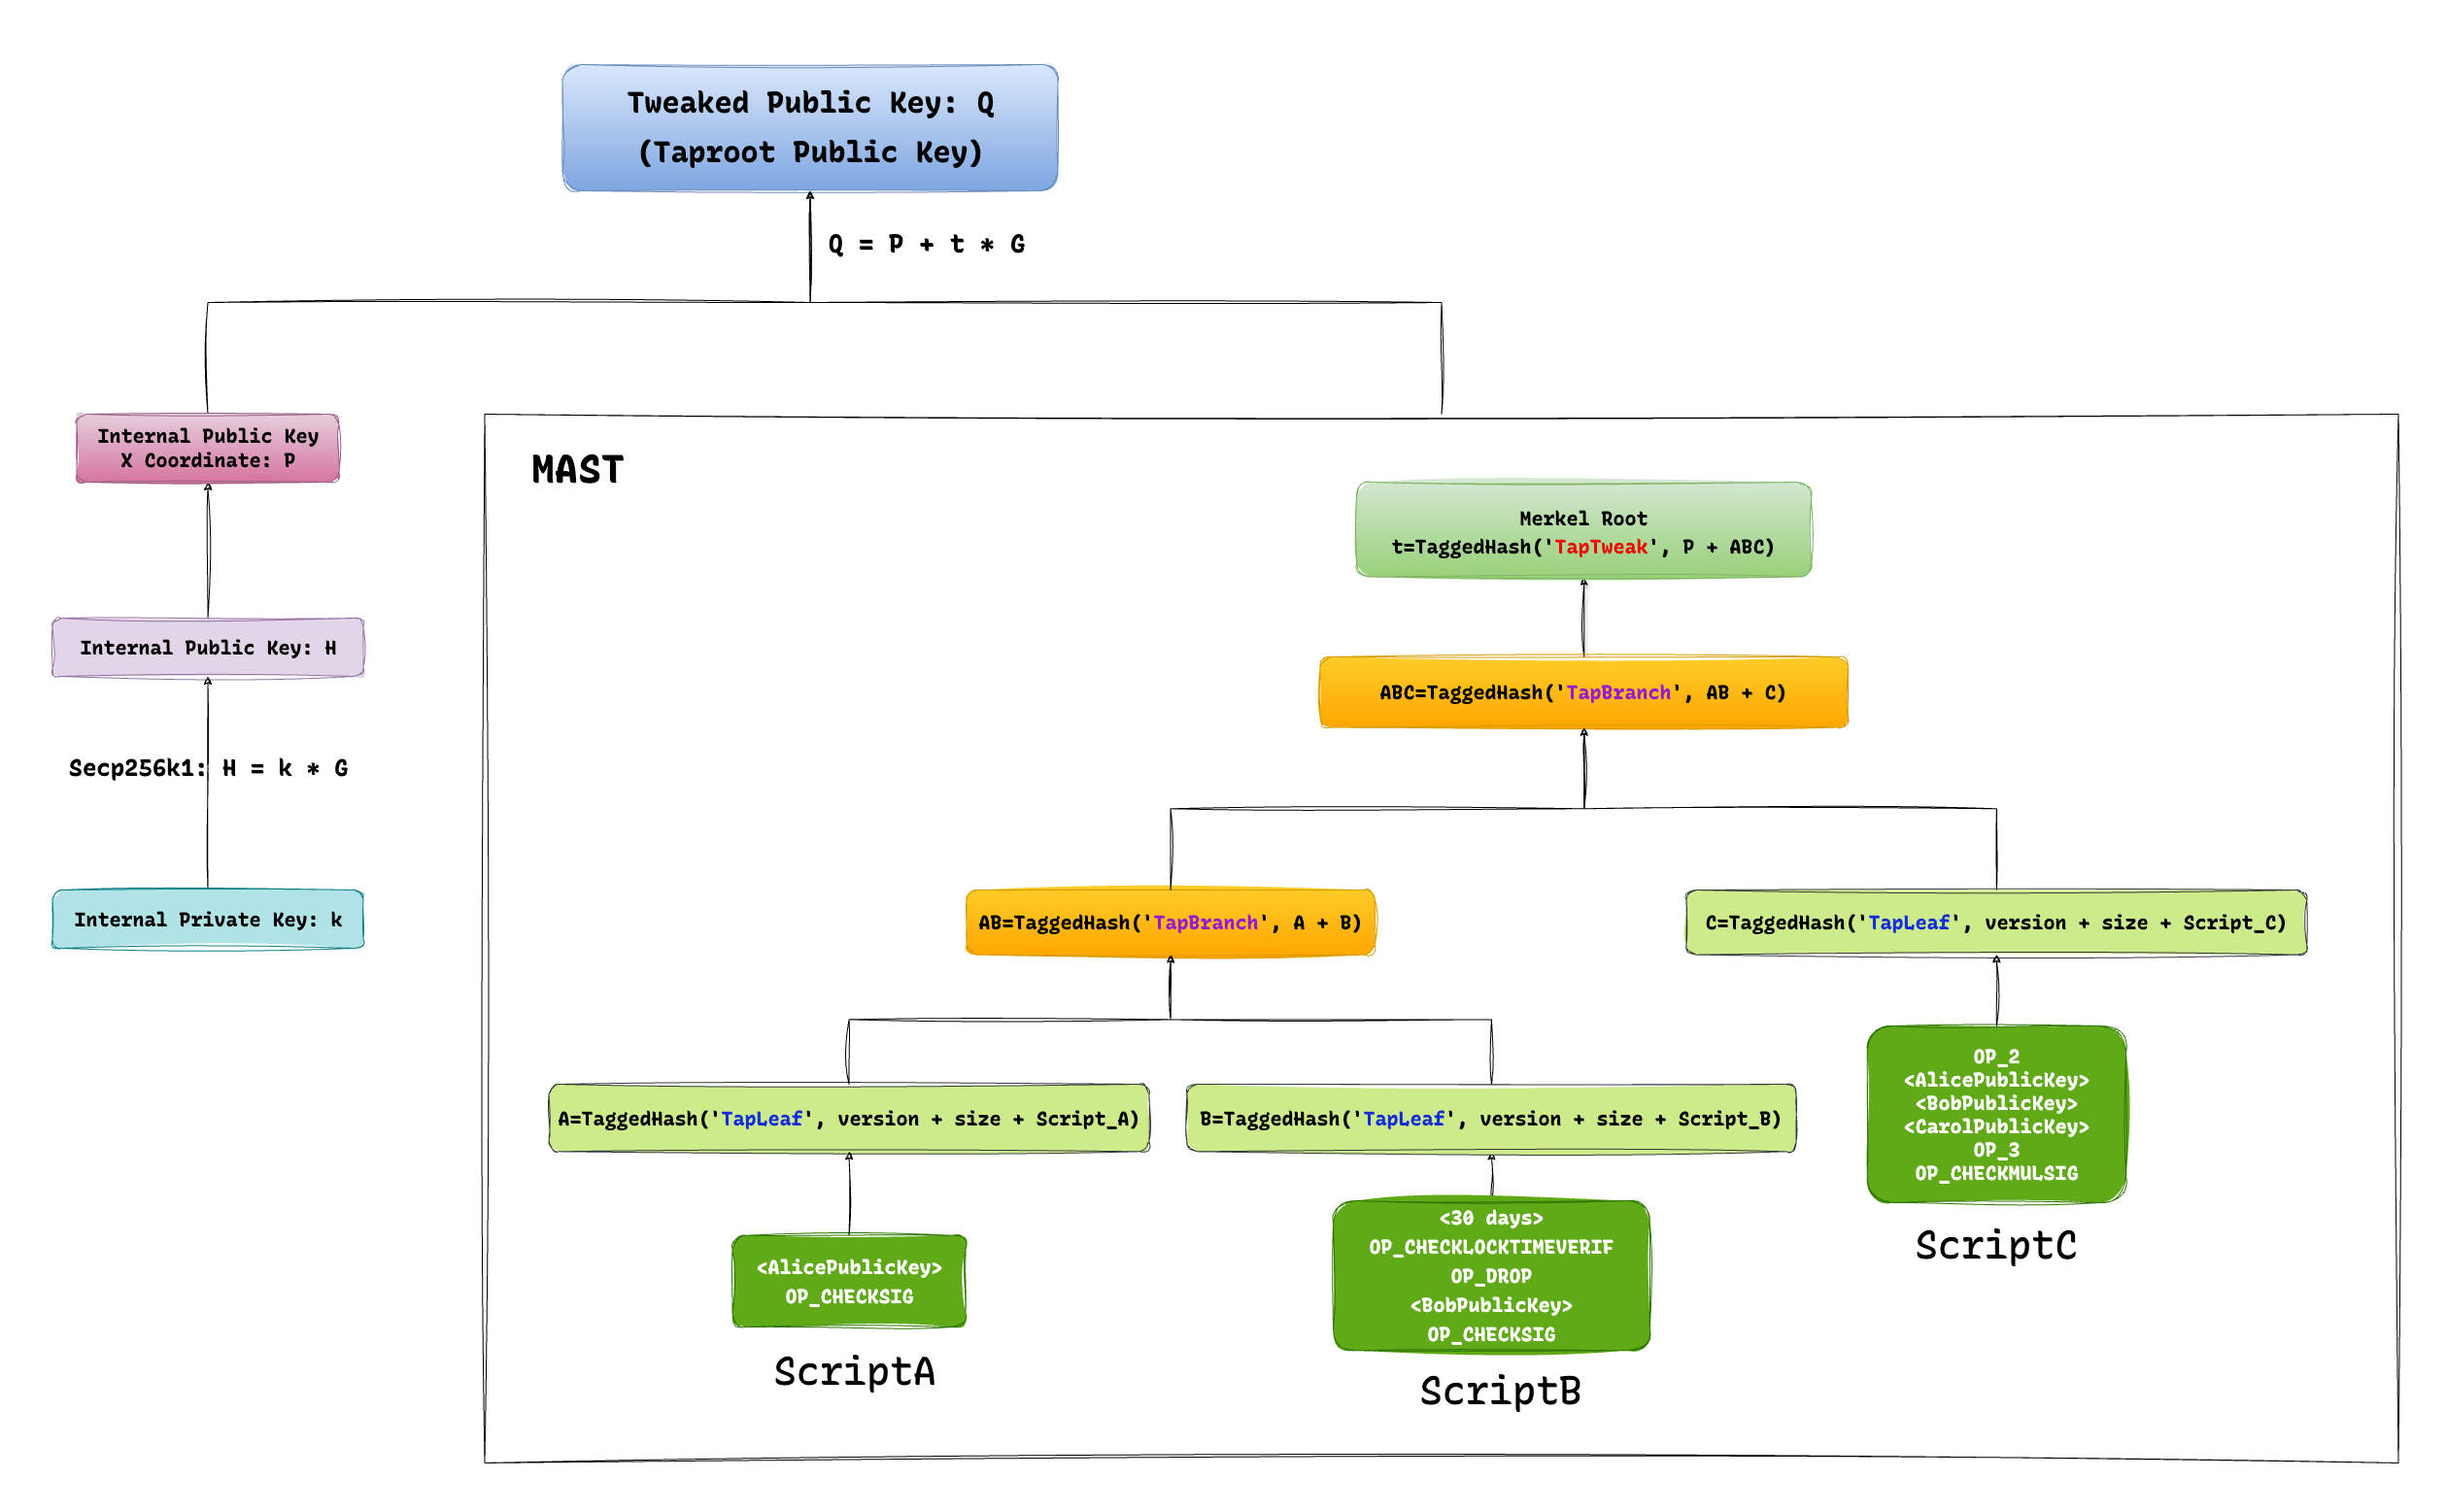 Tweaked Public Key: Q
(Taproot Public Key)
Q = P + t * G
Internal Public Key
X Coordinate: P
Internal Public Key: H
Secp256k1: H = k * G
Internal Private Key: k
MAST
Merkel Root
t=TaggedHash('TapTweak', P + ABC)
ABC=TaggedHash('TapBranch', AB + C)
AB=TaggedHash('TapBranch', A + B)
C=TaggedHash('TapLeaf', version + size + Script_C)
A=TaggedHash('TapLeaf', version + size + Script_A)
B=TaggedHash('TapLeaf', version + size + Script_B)
<AlicePublicKey>
OP_CHECKSIG
ScriptA
<30 days>
OP_CHECKLOCKTIMEVERIF
OP_DROP
<BobPublicKey>
OP_CHECKSIG
ScriptB
OP_2
<AlicePublicKey>
<BobPublicKey>
<CarolPublicKey>
OP_3
OP_CHECKMULSIG
ScriptC